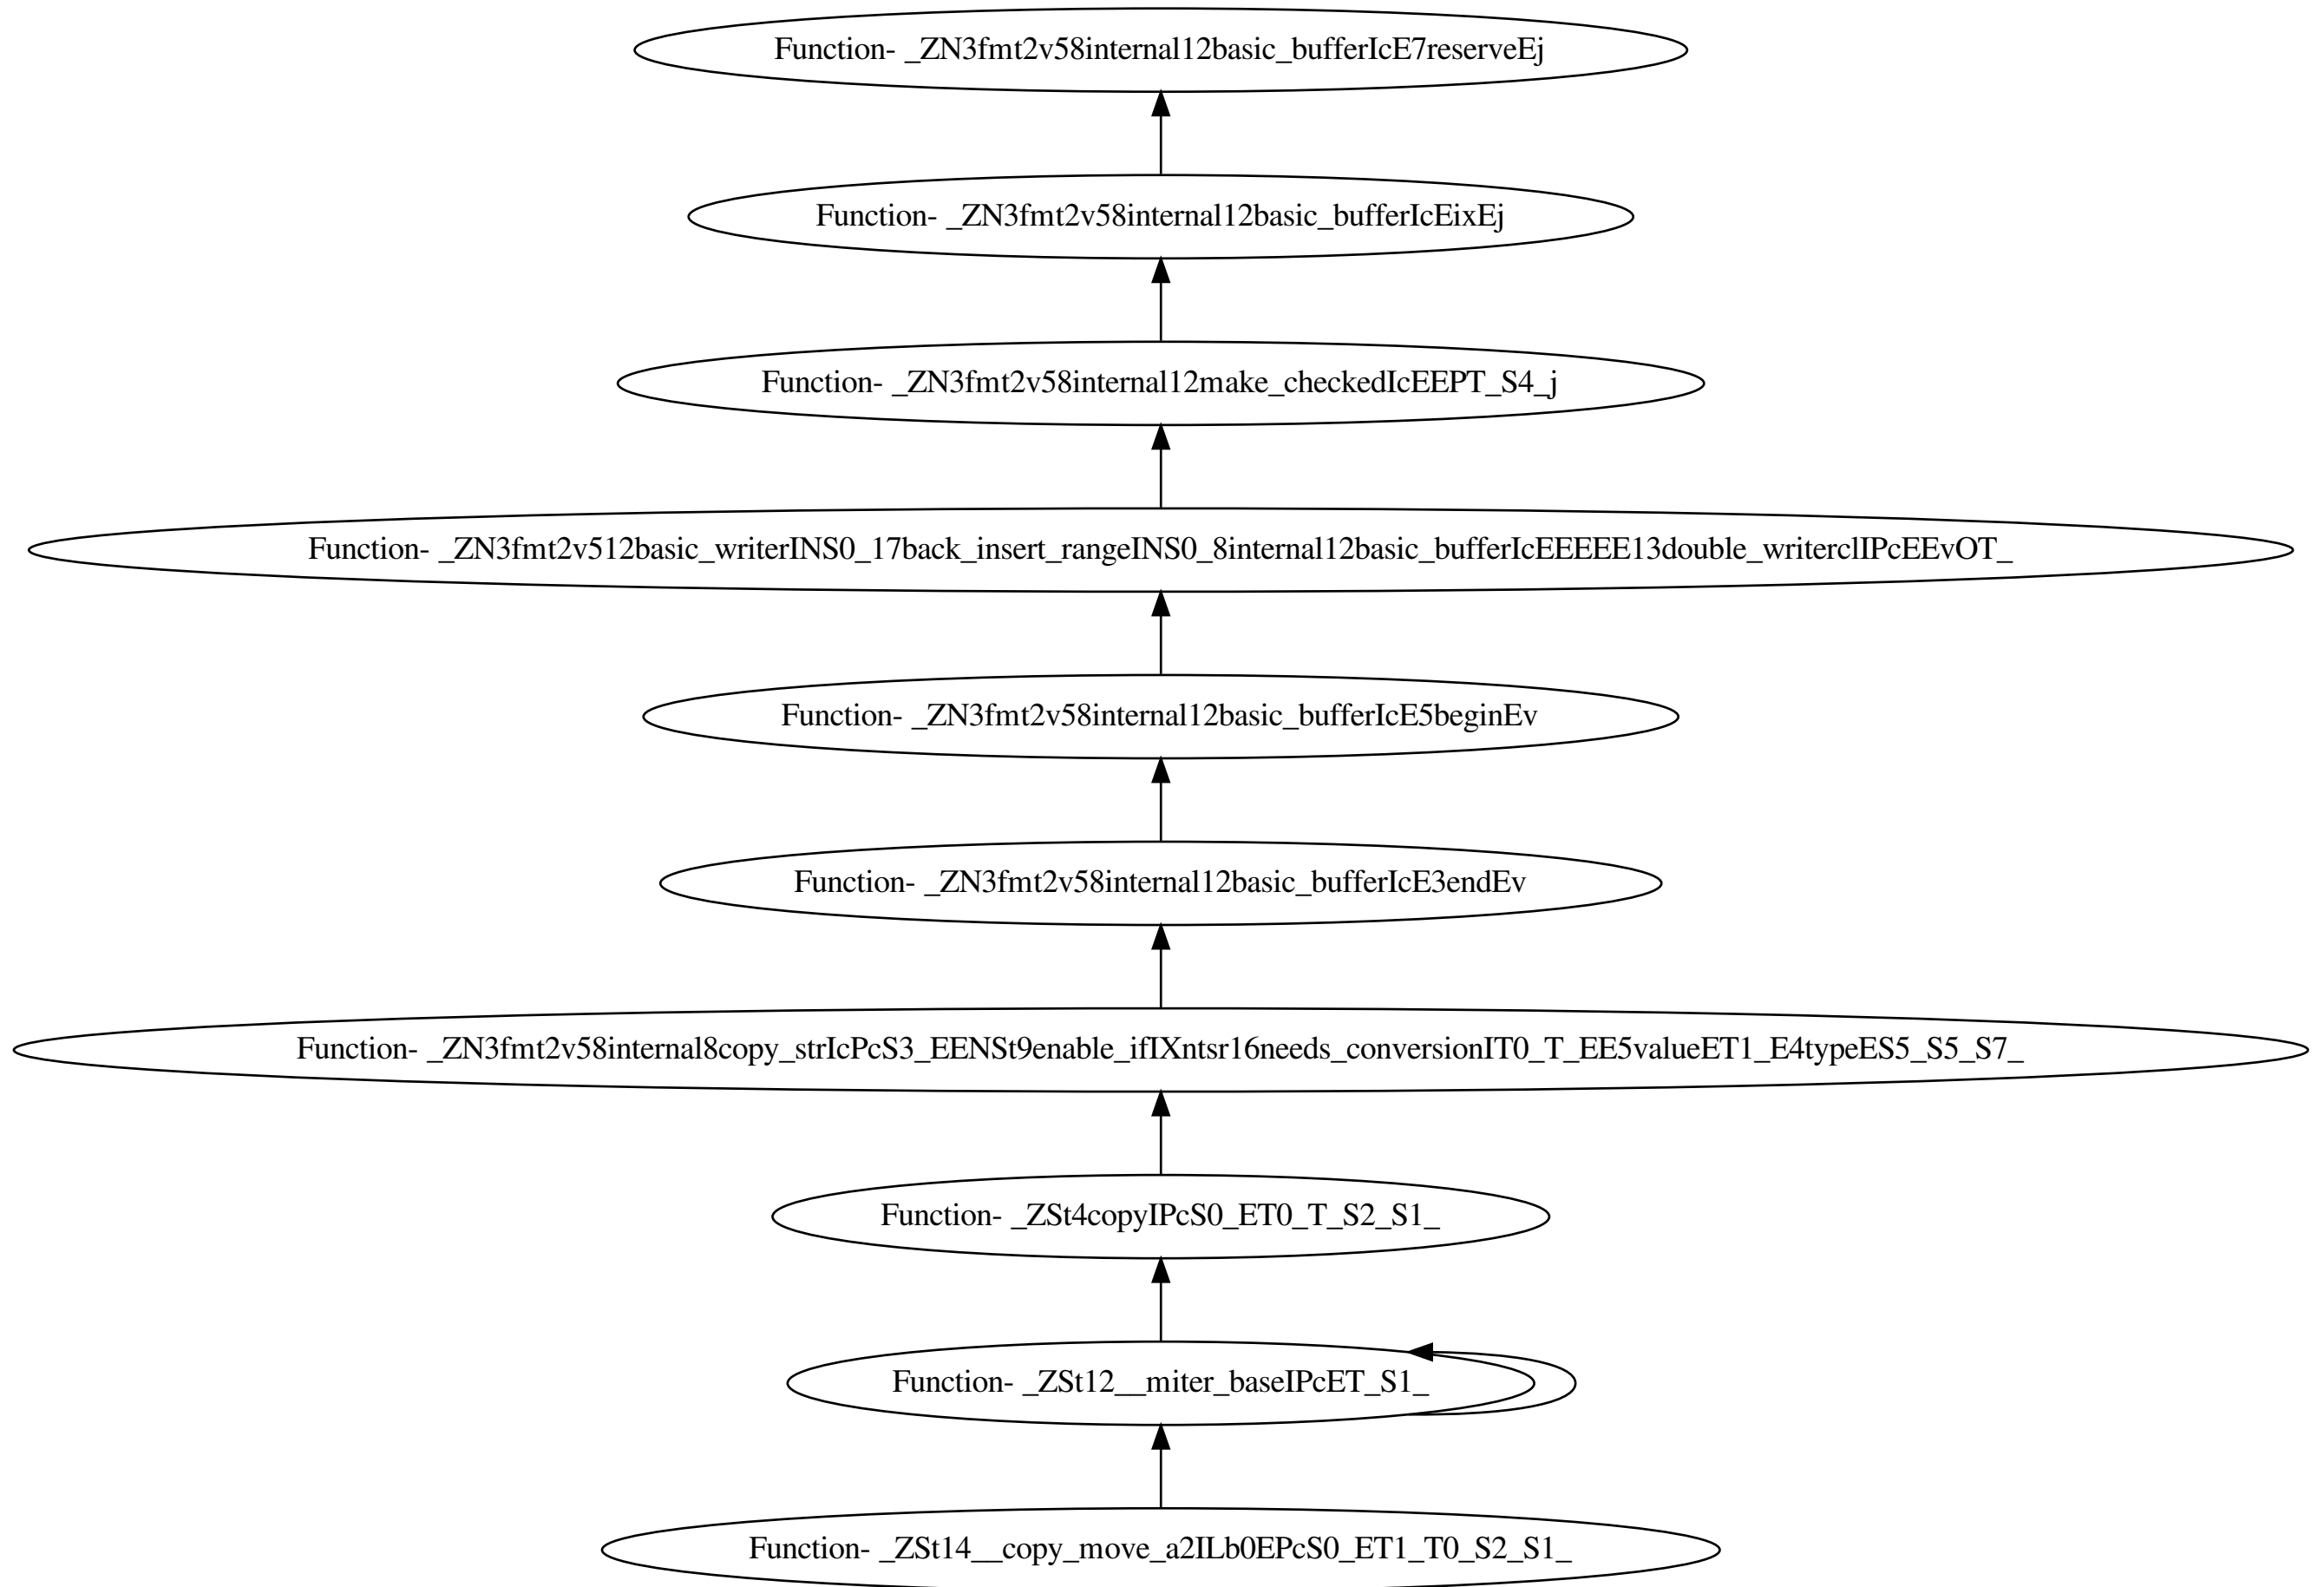 Function- _ZN3fmt2v58internal12basic_bufferIcE7reserveEj
Function- _ZN3fmt2v58internal12basic_bufferIcEixEj
Function- _ZN3fmt2v58internal12make_checkedIcEEPT_S4_j
Function- _ZN3fmt2v512basic_writerINS0_17back_insert_rangeINS0_8internal12basic_bufferIcEEEEE13double_writerclIPcEEvOT_
Function- _ZN3fmt2v58internal12basic_bufferIcE5beginEv
Function- _ZN3fmt2v58internal12basic_bufferIcE3endEv
Function- _ZN3fmt2v58internal8copy_strIcPcS3_EENSt9enable_ifIXntsr16needs_conversionIT0_T_EE5valueET1_E4typeES5_S5_S7_
Function- _ZSt4copyIPcS0_ET0_T_S2_S1_
Function- _ZSt12__miter_baseIPcET_S1_
Function- _ZSt14__copy_move_a2ILb0EPcS0_ET1_T0_S2_S1_